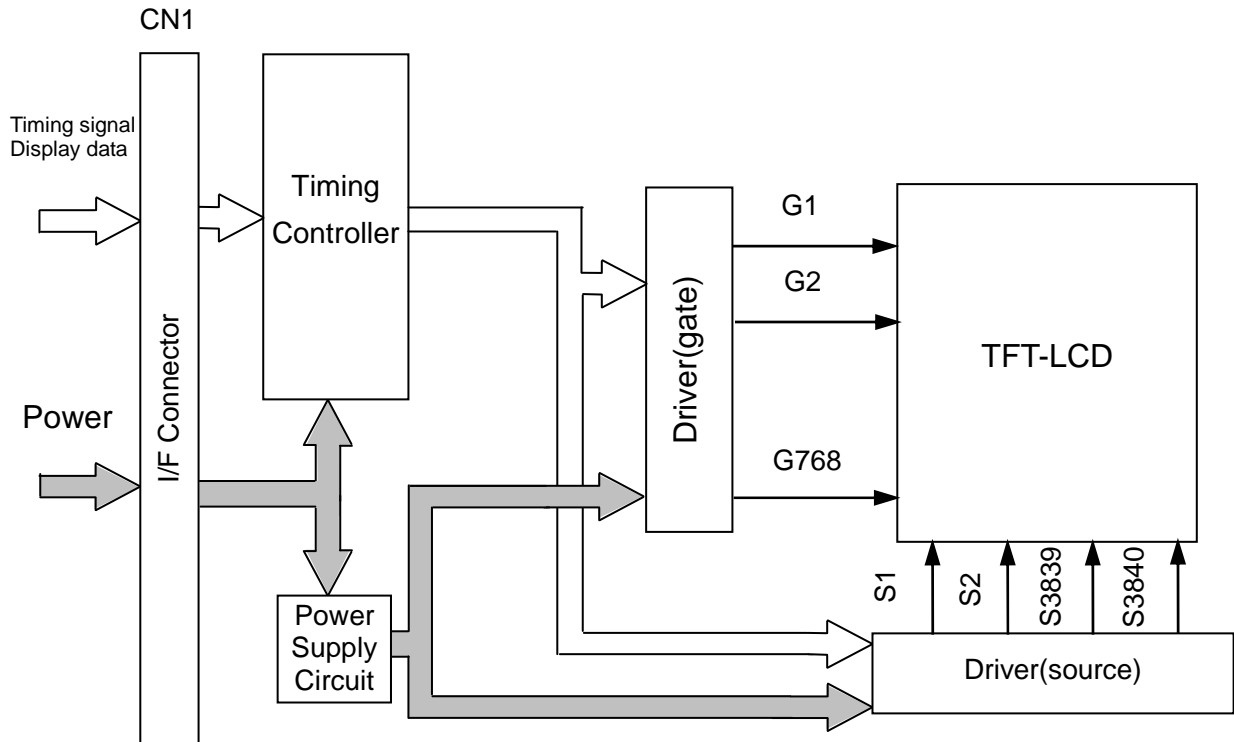 CN1
Timing signal
Display data
Power
I/F Connector
Timing
Controller
Power
Supply
Circuit
Driver(gate)
G1
G2
G768
TFT-LCD
S1
S2
S3839
S3840
Driver(source)